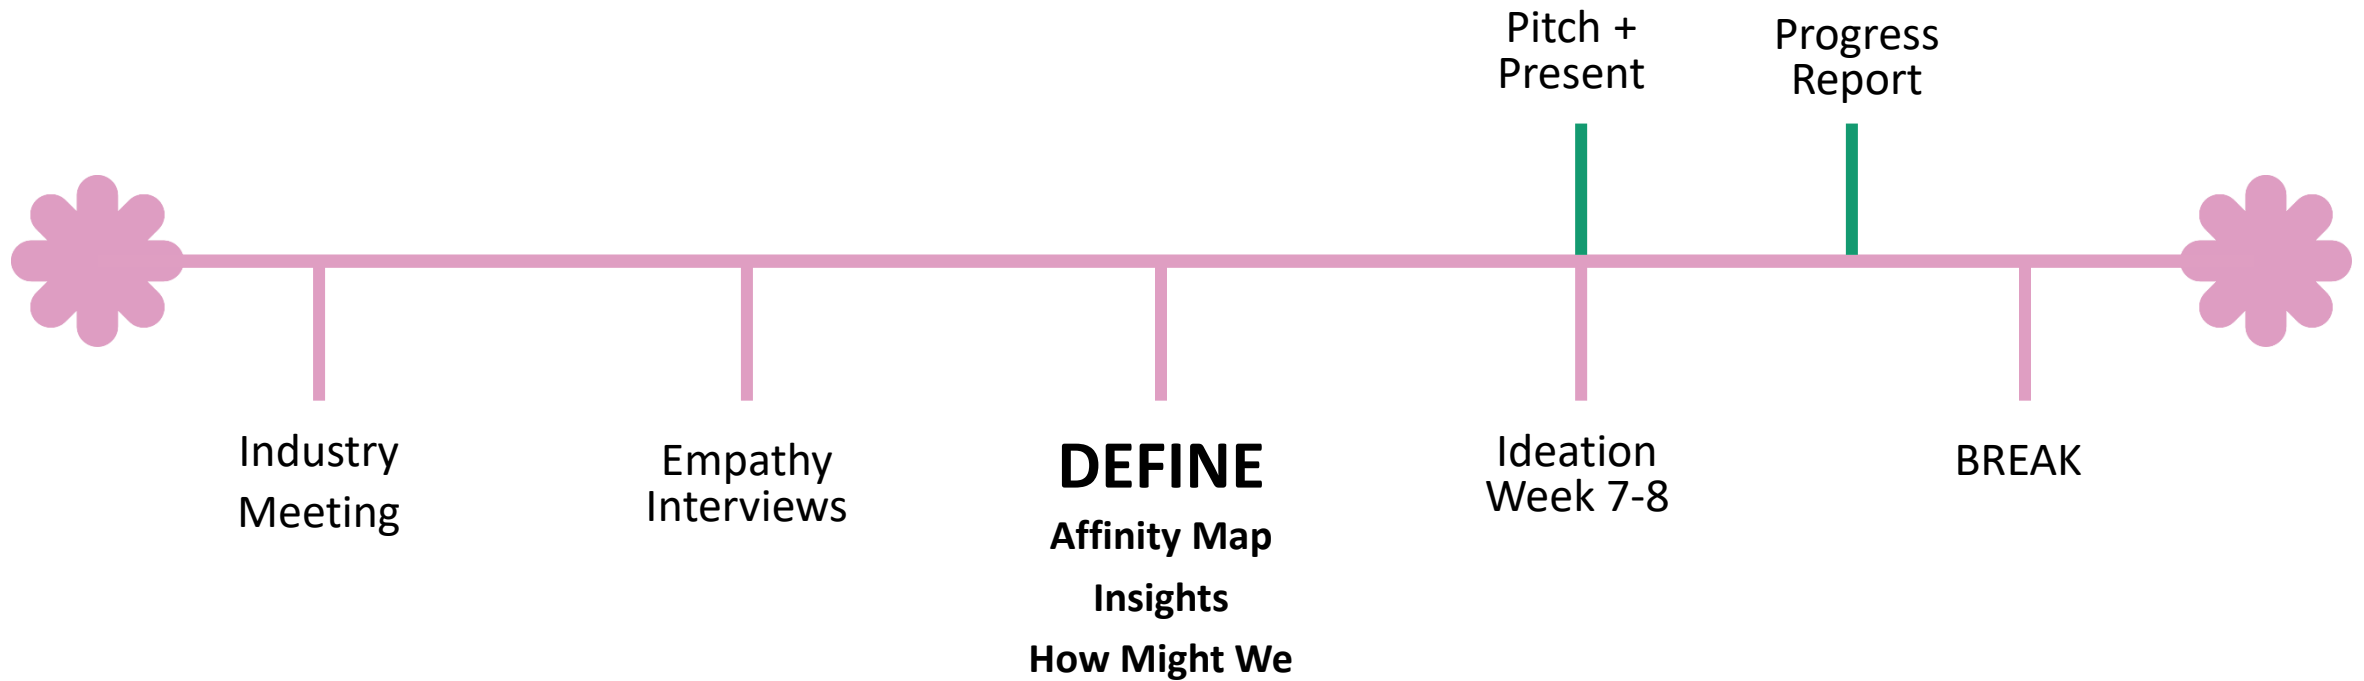 Pitch +
Present
Progress
Report
Industry
Meeting
Empathy
Interviews
DEFINE
Affinity Map
Insights
How Might We
Ideation
Week 7-8
BREAK